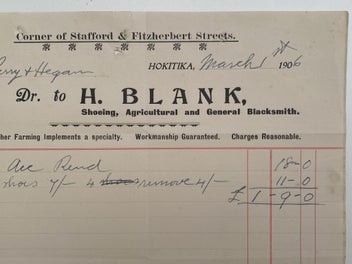 Corner of Stafford & Fitzherbert Streets.
HOKITIKA, March 1st 1906
erry & Hegan
Dr. to H. BLANK,
Shoeing, Agricultural and General Blacksmith.
her Farming Implements a specialty. Workmanship Guaranteed. Charges Reasonable.
Acc Rend 18-0
shoes 7/- 4 shoes remove 4/- 11-0
£ 1-9-0